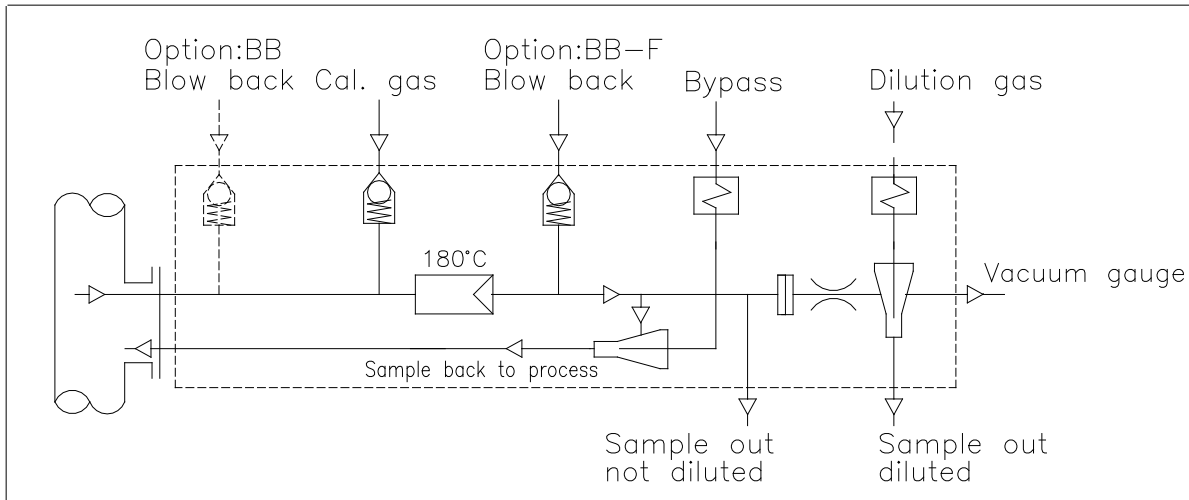 Option:BB
Blow back
Cal. gas
Option:BB-F
Blow back
Bypass
Dilution gas
180°C
Vacuum gauge
Sample back to process
Sample out
not diluted
Sample out
diluted